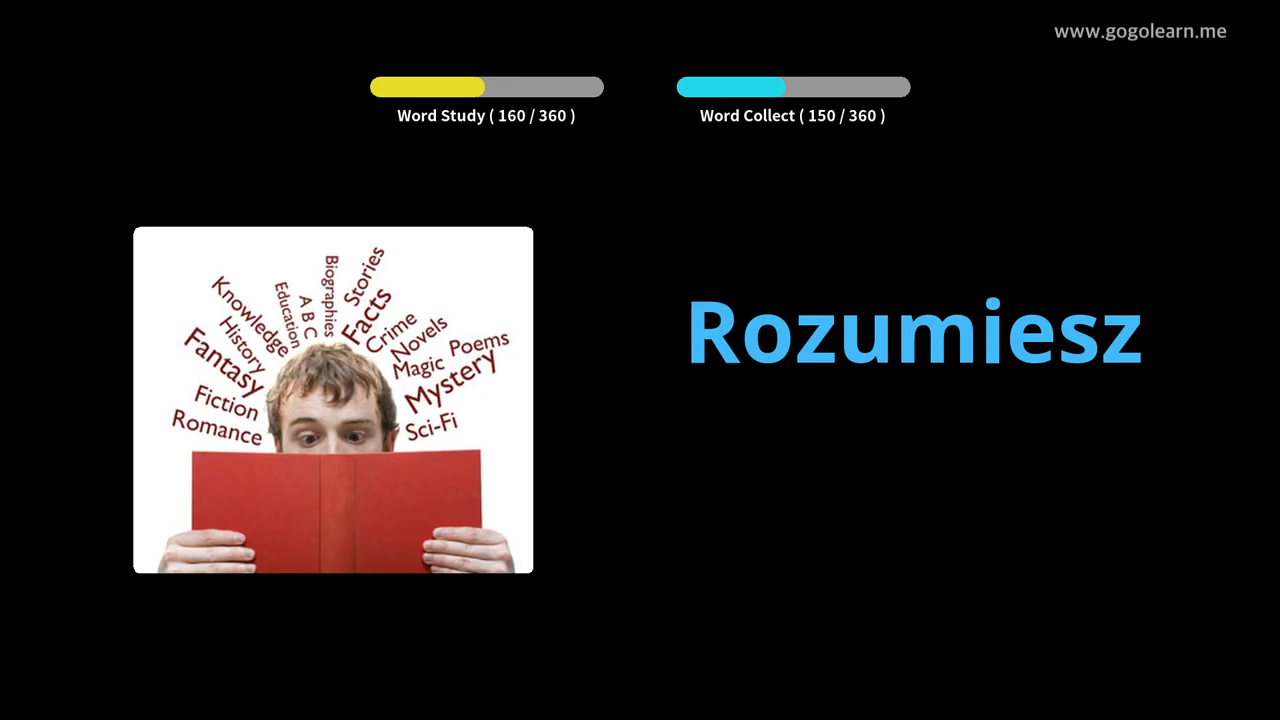 www.gogolearn.me
Word Study ( 160 / 360 )
Word Collect ( 150 / 360 )
Rozumiesz
Stories
Biographies
Facts
A B C
Education
Knowledge
Crime
Novels
History
Poems
Magic
Fantasy
Mystery
Fiction
Sci-Fi
Romance